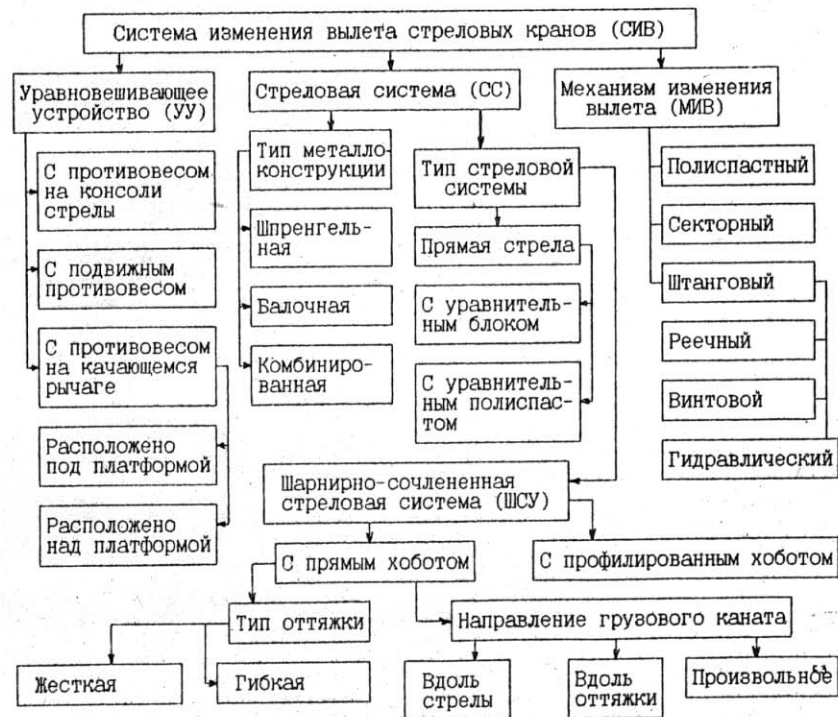 Система изменения вылета стреловых кранов (СИВ)
Уравновешивающее
устройство (УУ)
Стреловая система (СС)
Механизм изменения
вылета (МИВ)
С противовесом
на консоли
стрелы
С подвижным
противовесом
С противовесом
на качающемся
рычаге
Расположено
под платформой
Расположено
над платформой
Тип металло-
конструкции
Шпренгель-
ная
Балочная
Комбиниро-
ванная
Тип стреловой
системы
Прямая стрела
С уравнитель-
ным блоком
С уравнитель-
ным полиспас-
том
Полиспастный
Секторный
Штанговый
Реечный
Винтовой
Гидравлический
Шарнирно-сочлененная
стреловая система (ШСУ)
С прямым хоботом
С профилированным хоботом
Тип оттяжки
Направление грузового каната
Жесткая
Гибкая
Вдоль
стрелы
Вдоль
оттяжки
Произвольное